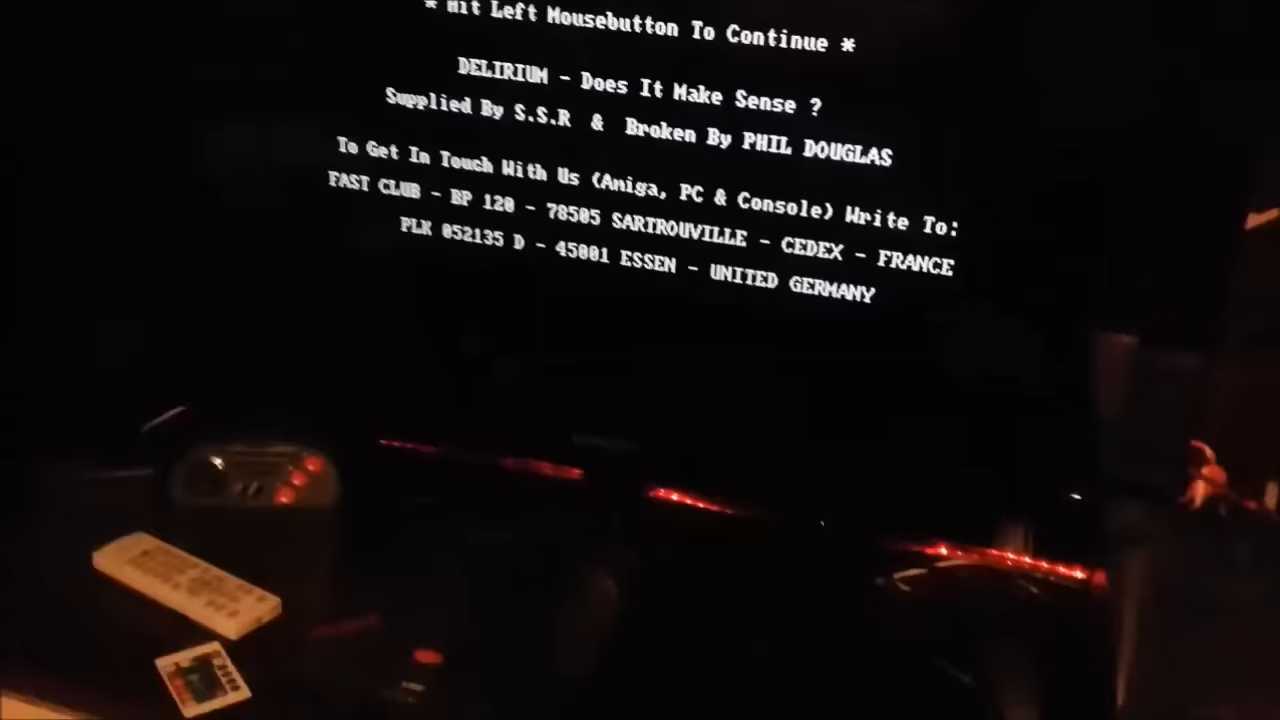 * Hit Left Mousebutton To Continue *
DELIRIUM - Does It Make Sense ?
Supplied By S.S.R & Broken By PHIL DOUGLAS
To Get In Touch With Us (Amiga, PC & Console) Write To:
FAST CLUB - BP 120 - 78505 SARTROUVILLE - CEDEX - FRANCE
PLK 052135 D - 45001 ESSEN - UNITED GERMANY